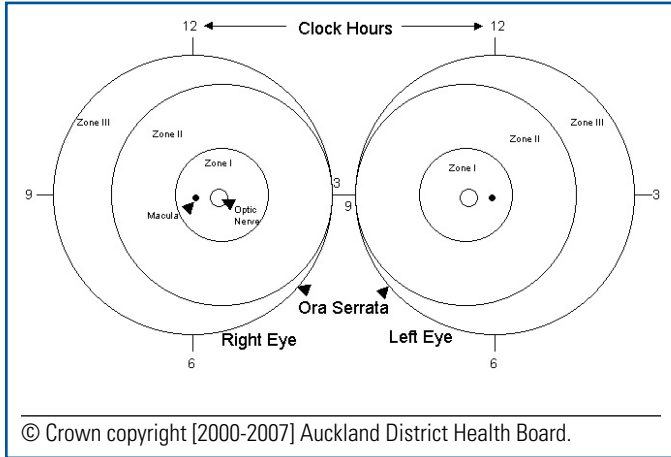 12
Clock Hours
12
Zone III
Zone II
Zone I
9
Macula
Optic
Nerve
3
9
Zone I
Zone II
Zone III
3
Ora Serrata
Right Eye
Left Eye
6
6
© Crown copyright [2000-2007] Auckland District Health Board.